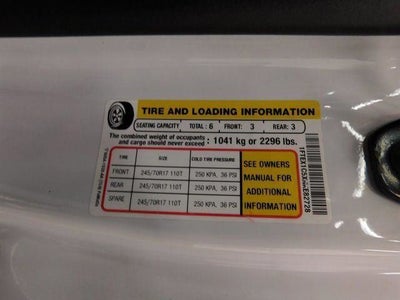 TIRE AND LOADING INFORMATION
SEATING CAPACITY TOTAL: 6 FRONT: 3 REAR: 3
The combined weight of occupants
and cargo should never exceed : 1041 kg or 2296 lbs.
TIRE SIZE COLD TIRE PRESSURE
FRONT 245/70R17 110T 250 KPA, 36 PSI
REAR 245/70R17 110T 250 KPA, 36 PSI
SPARE 245/70R17 110T 250 KPA, 36 PSI
SEE OWNERS
MANUAL FOR
ADDITIONAL
INFORMATION